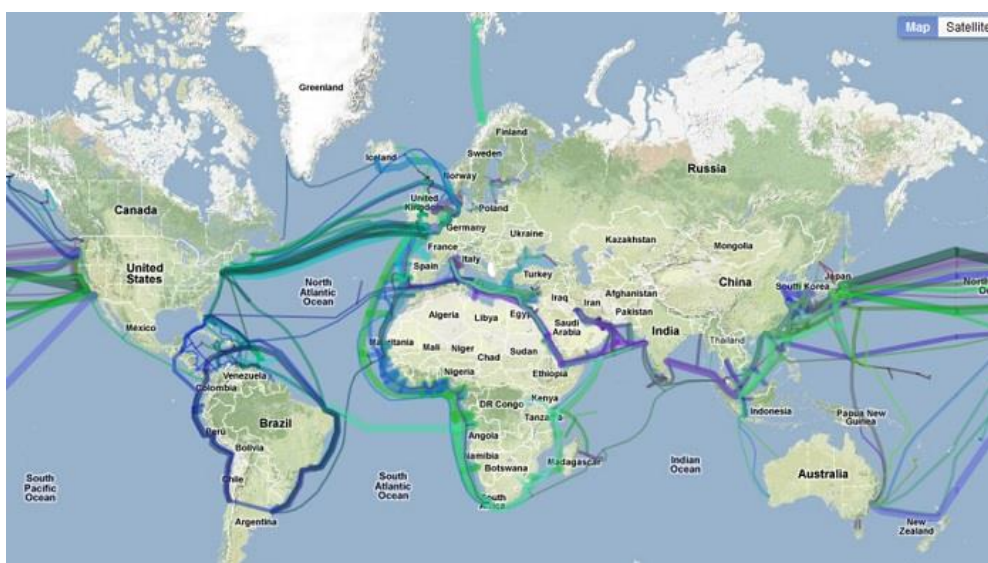 Map Satellite
Greenland
Iceland
Finland
Sweden
Norway
Russia
Canada
United
Kingdom
Poland
Germany
Ukraine
Kazakhstan
Mongolia
France
Italy
United
States
Spain
Turkey
China
Japan
South Korea
North
Atlantic
Ocean
North
Algeria
Libya
Egypt
Iraq
Iran
Afghanistan
Pakistan
México
Saudi
Arabia
India
Mauritania
Mali
Niger
Chad
Sudan
Thailand
Nigeria
Ethiopia
Venezuela
Colombia
Kenya
DR Congo
Tanzania
Indonesia
Papua New
Guinea
Brazil
Perú
Angola
Bolivia
Namibia
Botswana
Madagascar
Indian
Ocean
Australia
South
Pacific
Ocean
Chile
South
Atlantic
Ocean
South
Africa
Argentina
New
Zealand